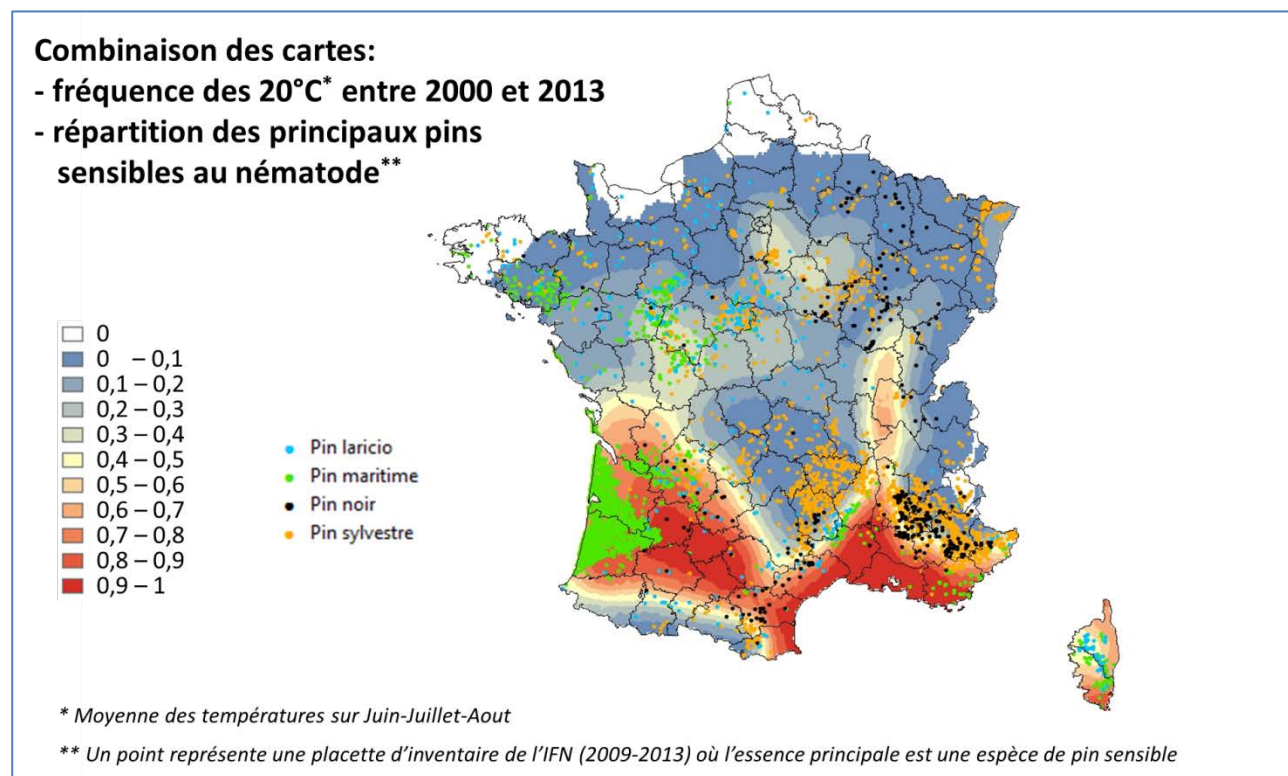 Combinaison des cartes:
- fréquence des 20°C* entre 2000 et 2013
- répartition des principaux pins
sensibles au nématode**
0
0 – 0,1
0,1 – 0,2
0,2 – 0,3
0,3 – 0,4
0,4 – 0,5
0,5 – 0,6
0,6 – 0,7
0,7 – 0,8
0,8 – 0,9
0,9 – 1
Pin laricio
Pin maritime
Pin noir
Pin sylvestre
* Moyenne des températures sur Juin-Juillet-Aout
** Un point représente une placette d'inventaire de l'IFN (2009-2013) où l'essence principale est une espèce de pin sensible